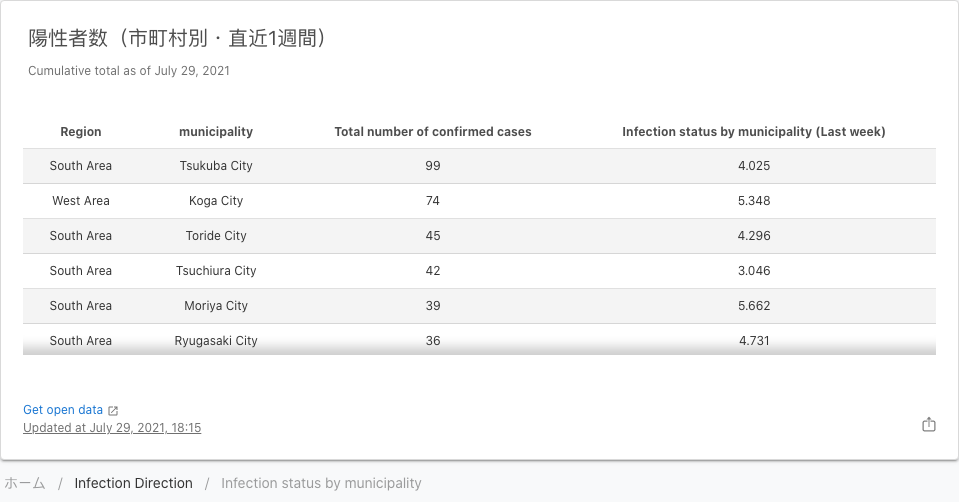 陽性者数（市町村別・直近1週間）
Cumulative total as of July 29, 2021
Region municipality Total number of confirmed cases Infection status by municipality (Last week)
South Area Tsukuba City 99 4.025
West Area Koga City 74 5.348
South Area Toride City 45 4.296
South Area Tsuchiura City 42 3.046
South Area Moriya City 39 5.662
South Area Ryugasaki City 36 4.731
Get open data
Updated at July 29, 2021, 18:15
ホーム / Infection Direction / Infection status by municipality